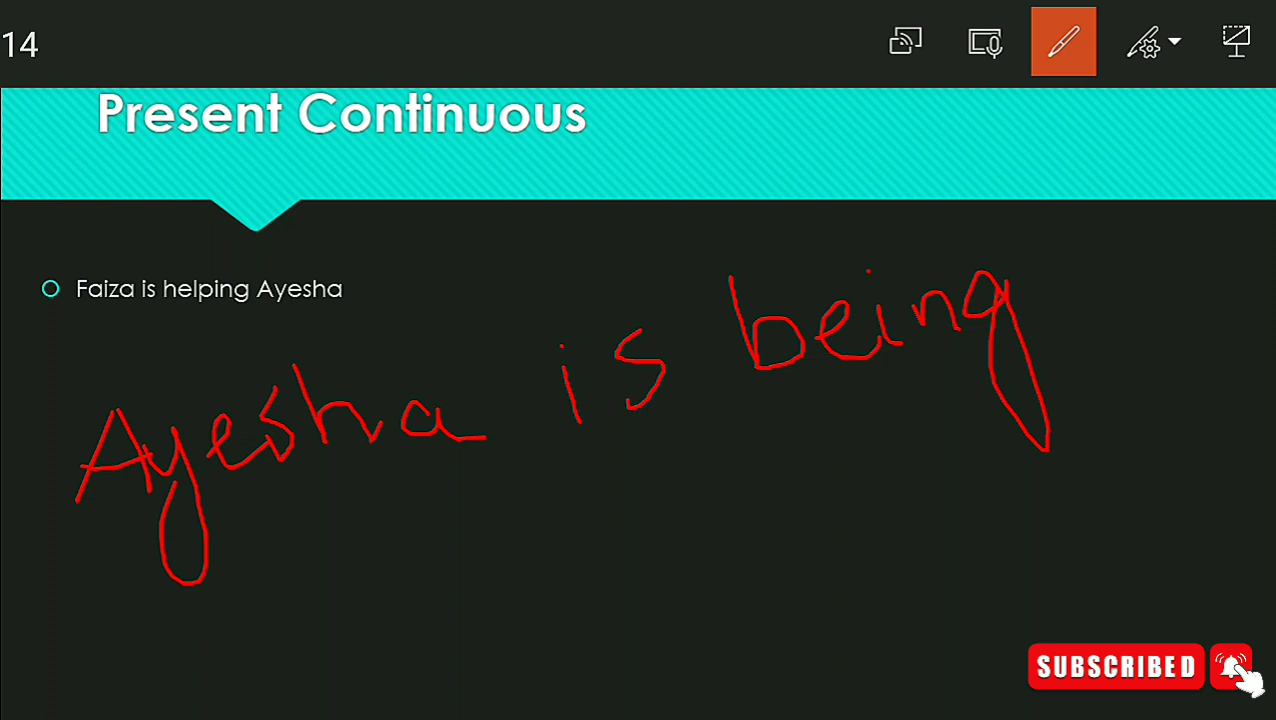 14
Present Continuous
Faiza is helping Ayesha
Ayesha is being
SUBSCRIBED